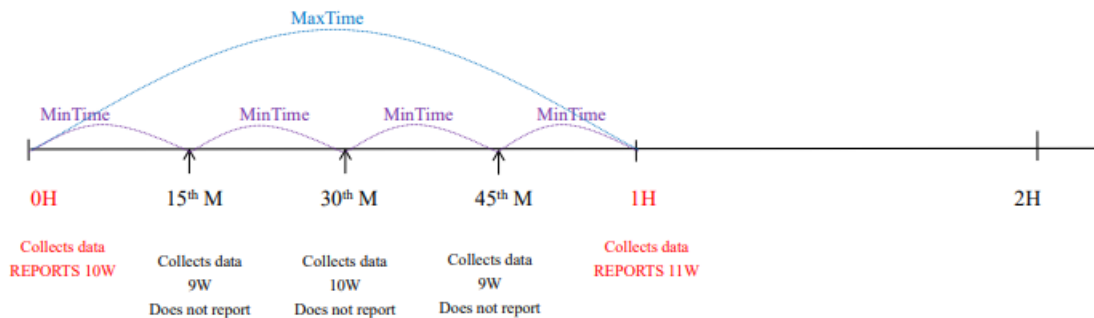 MaxTime
MinTime MinTime MinTime MinTime
0H 15th M 30th M 45th M 1H 2H
Collects data
REPORTS 10W
Collects data
9W
Does not report
Collects data
10W
Does not report
Collects data
9W
Does not report
Collects data
REPORTS 11W